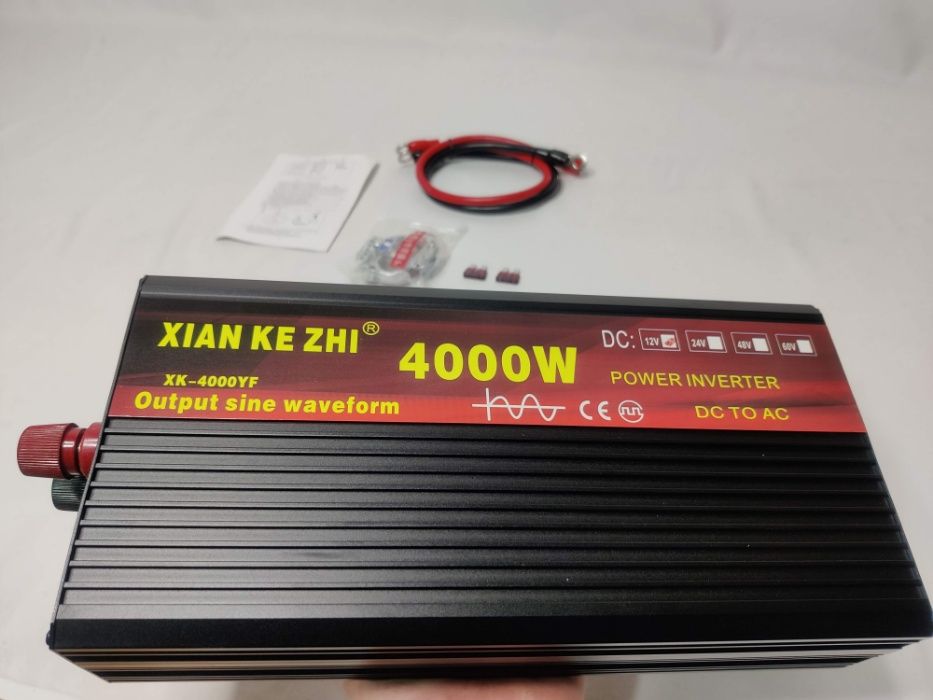 XIAN KE ZHI®
4000W
DC: 12V 24V 48V 60V
XK-4000YF
POWER INVERTER
Output sine waveform
CE
DC TO AC